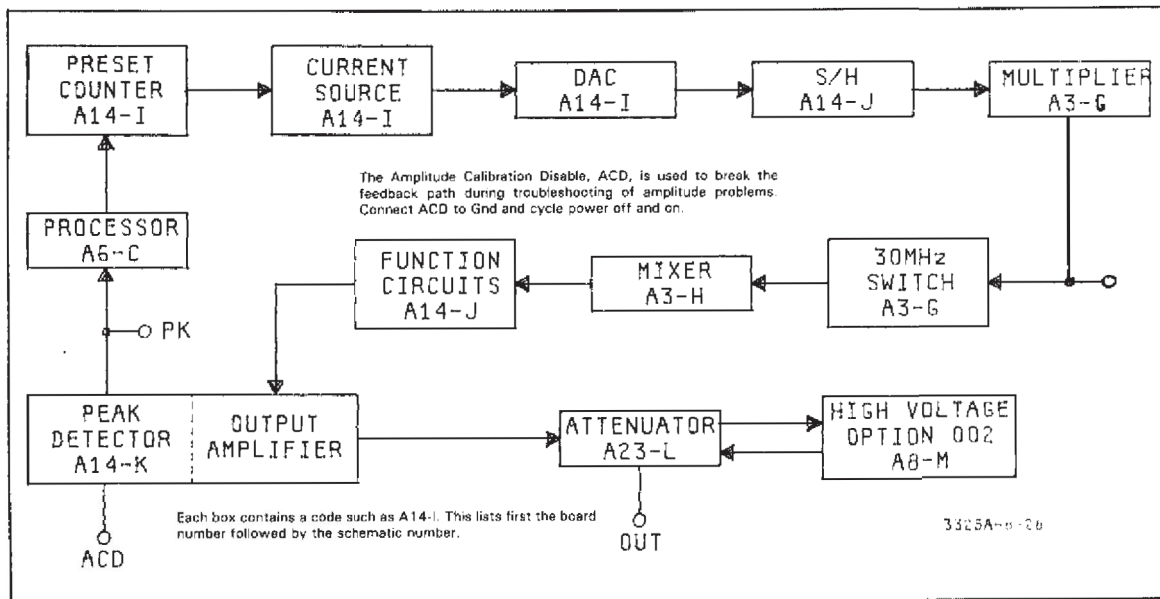 PRESET
COUNTER
A14-I
CURRENT
SOURCE
A14-I
DAC
A14-I
S/H
A14-J
MULTIPLIER
A3-G
The Amplitude Calibration Disable, ACD, is used to break the
feedback path during troubleshooting of amplitude problems.
Connect ACD to Gnd and cycle power off and on.
PROCESSOR
A6-C
FUNCTION
CIRCUITS
A14-J
MIXER
A3-H
30MHz
SWITCH
A3-G
PK
PEAK
DETECTOR
A14-K
OUTPUT
AMPLIFIER
ATTENUATOR
A23-L
HIGH VOLTAGE
OPTION 002
A8-M
Each box contains a code such as A14-I. This lists first the board
number followed by the schematic number.
ACD
OUT